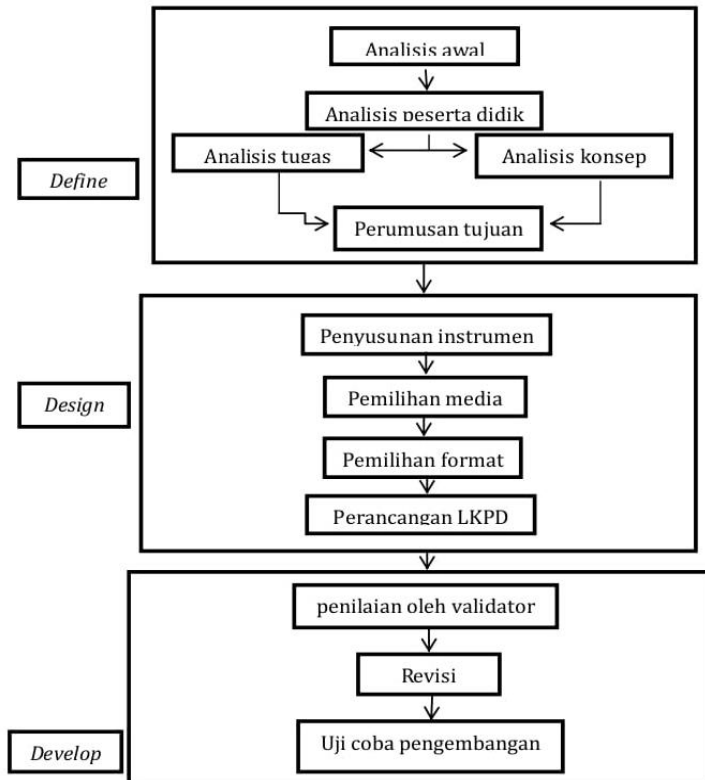 Analisis awal
Analisis peserta didik
Analisis tugas
Analisis konsep
Define
Perumusan tujuan
Penyusunan instrumen
Pemilihan media
Design
Pemilihan format
Perancangan LKPD
penilaian oleh validator
Revisi
Uji coba pengembangan
Develop